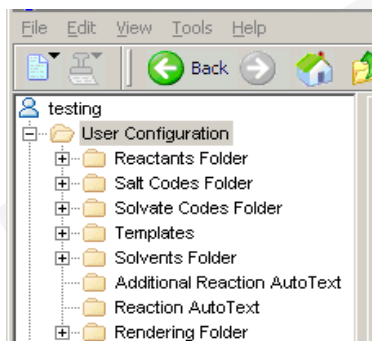 File Edit View Tools Help
Back
testing
User Configuration
Reactants Folder
Salt Codes Folder
Solvate Codes Folder
Templates
Solvents Folder
Additional Reaction AutoText
Reaction AutoText
Rendering Folder